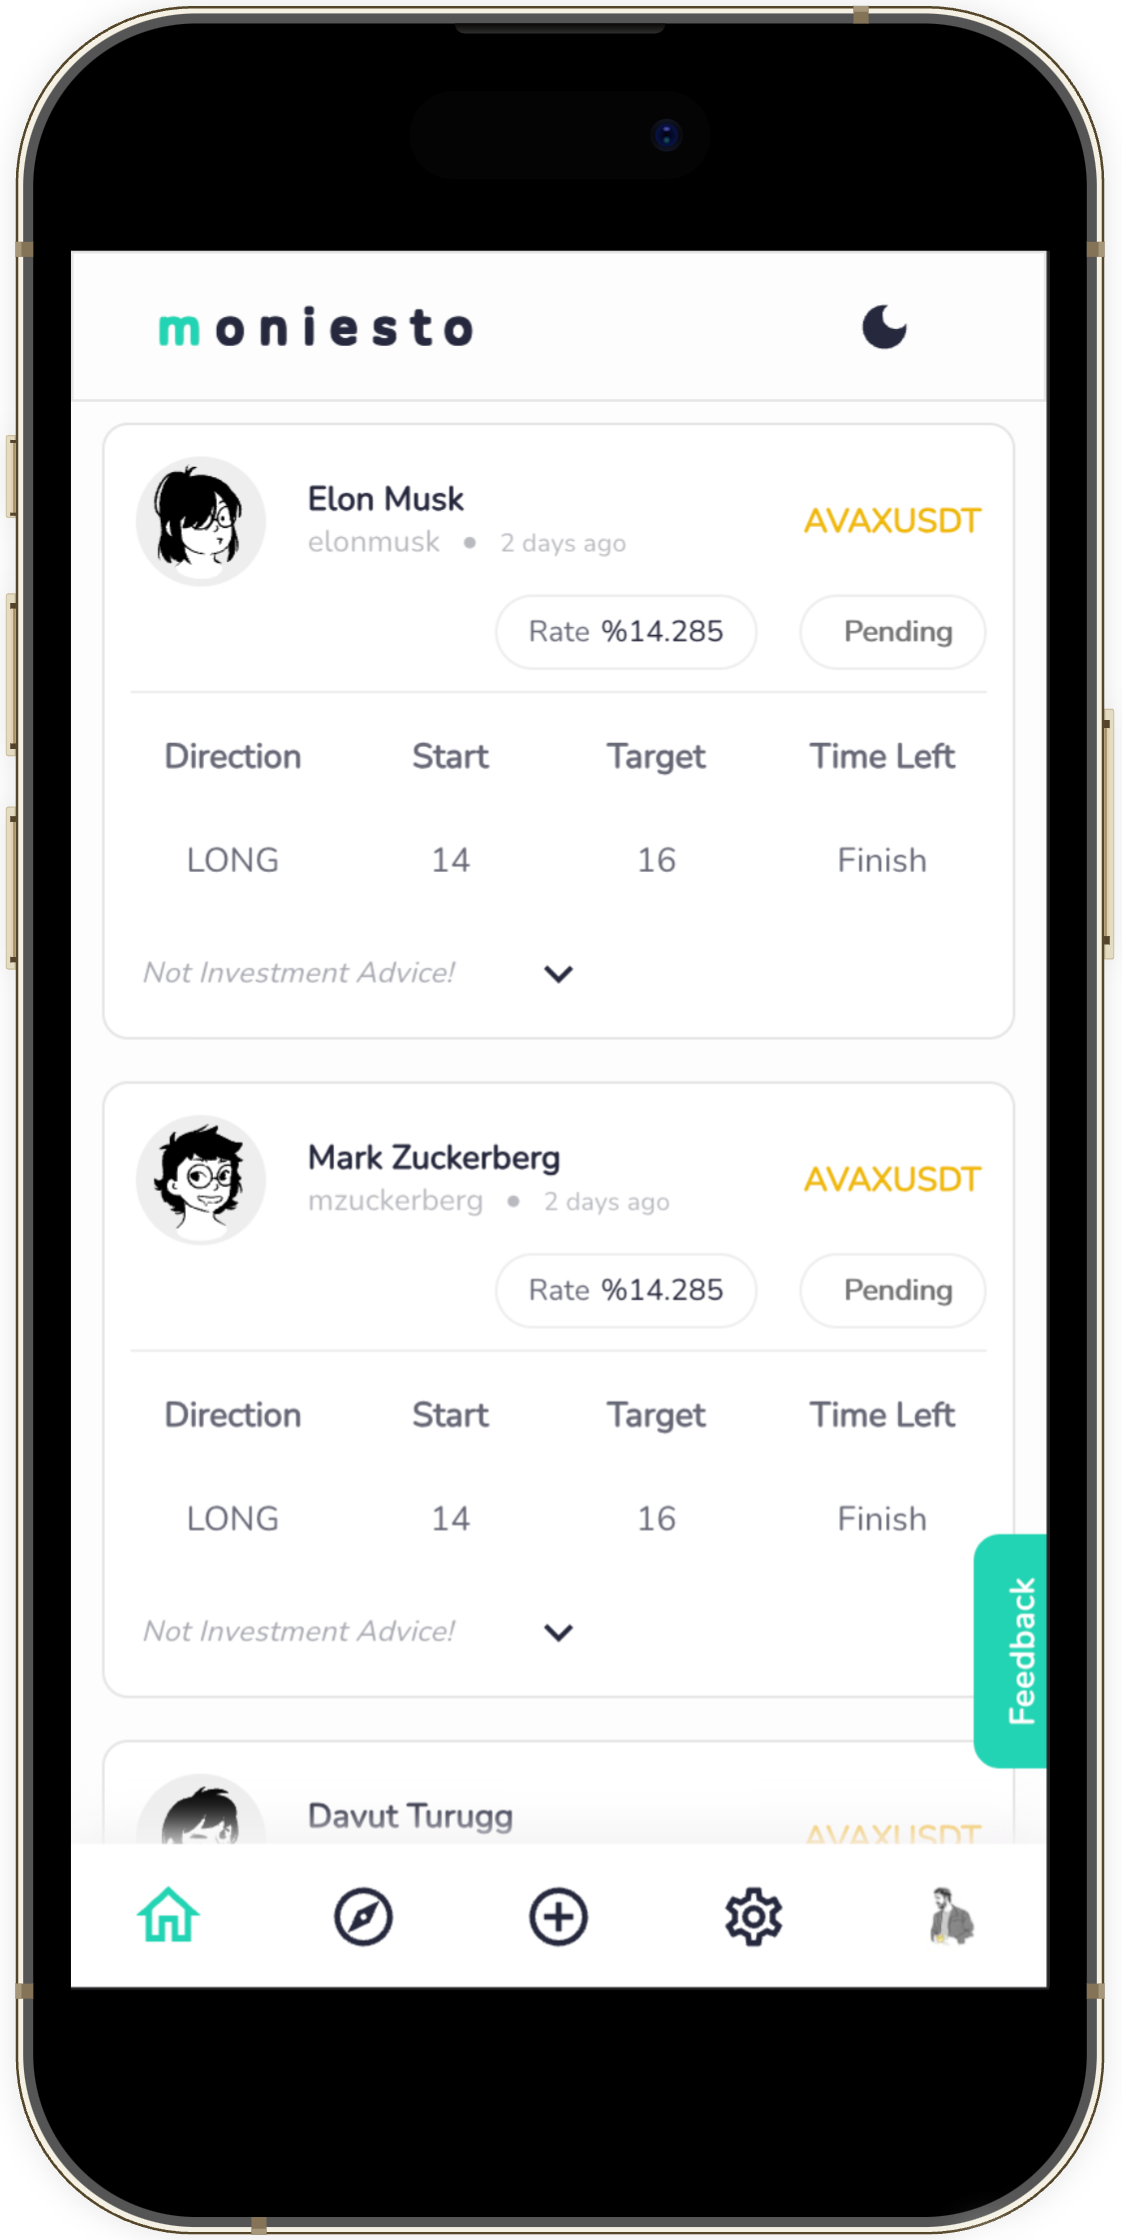 moniesto
Elon Musk
elonmusk • 2 days ago
AVAXUSDT
Rate %14.285
Pending
Direction Start Target Time Left
LONG 14 16 Finish
Not Investment Advice!
Mark Zuckerberg
mzuckerberg • 2 days ago
AVAXUSDT
Rate %14.285
Pending
Direction Start Target Time Left
LONG 14 16 Finish
Not Investment Advice!
Feedback
Davut Turugg
AVAXUSDT